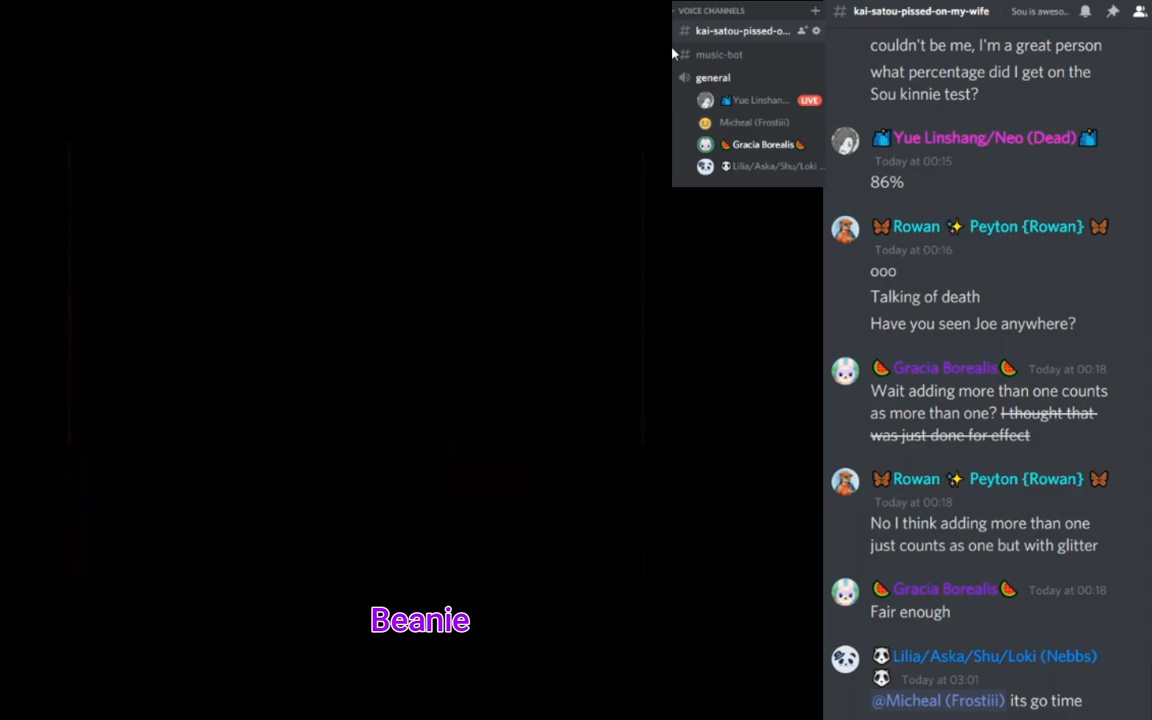 VOICE CHANNELS
# kai-satou-pissed-o...
# music-bot
general
Yue Linshan... LIVE
Micheal (Frostiii)
🍉 Gracia Borealis 🍉
Lilia/Aska/Shu/Loki ...
# kai-satou-pissed-on-my-wife Sou is aweso...
couldn't be me, I'm a great person
what percentage did I get on the
Sou kinnie test?
Yue Linshang/Neo (Dead)
Today at 00:15
86%
🦋Rowan ✨ Peyton {Rowan} 🦋
Today at 00:16
ooo
Talking of death
Have you seen Joe anywhere?
🍉Gracia Borealis🍉 Today at 00:18
Wait adding more than one counts
as more than one? I thought that
was just done for effect
🦋Rowan ✨ Peyton {Rowan} 🦋
Today at 00:18
No I think adding more than one
just counts as one but with glitter
🍉Gracia Borealis🍉 Today at 00:18
Fair enough
🐼Lilia/Aska/Shu/Loki (Nebbs)
🐼 Today at 03:01
@Micheal (Frostiii) its go time
Beanie